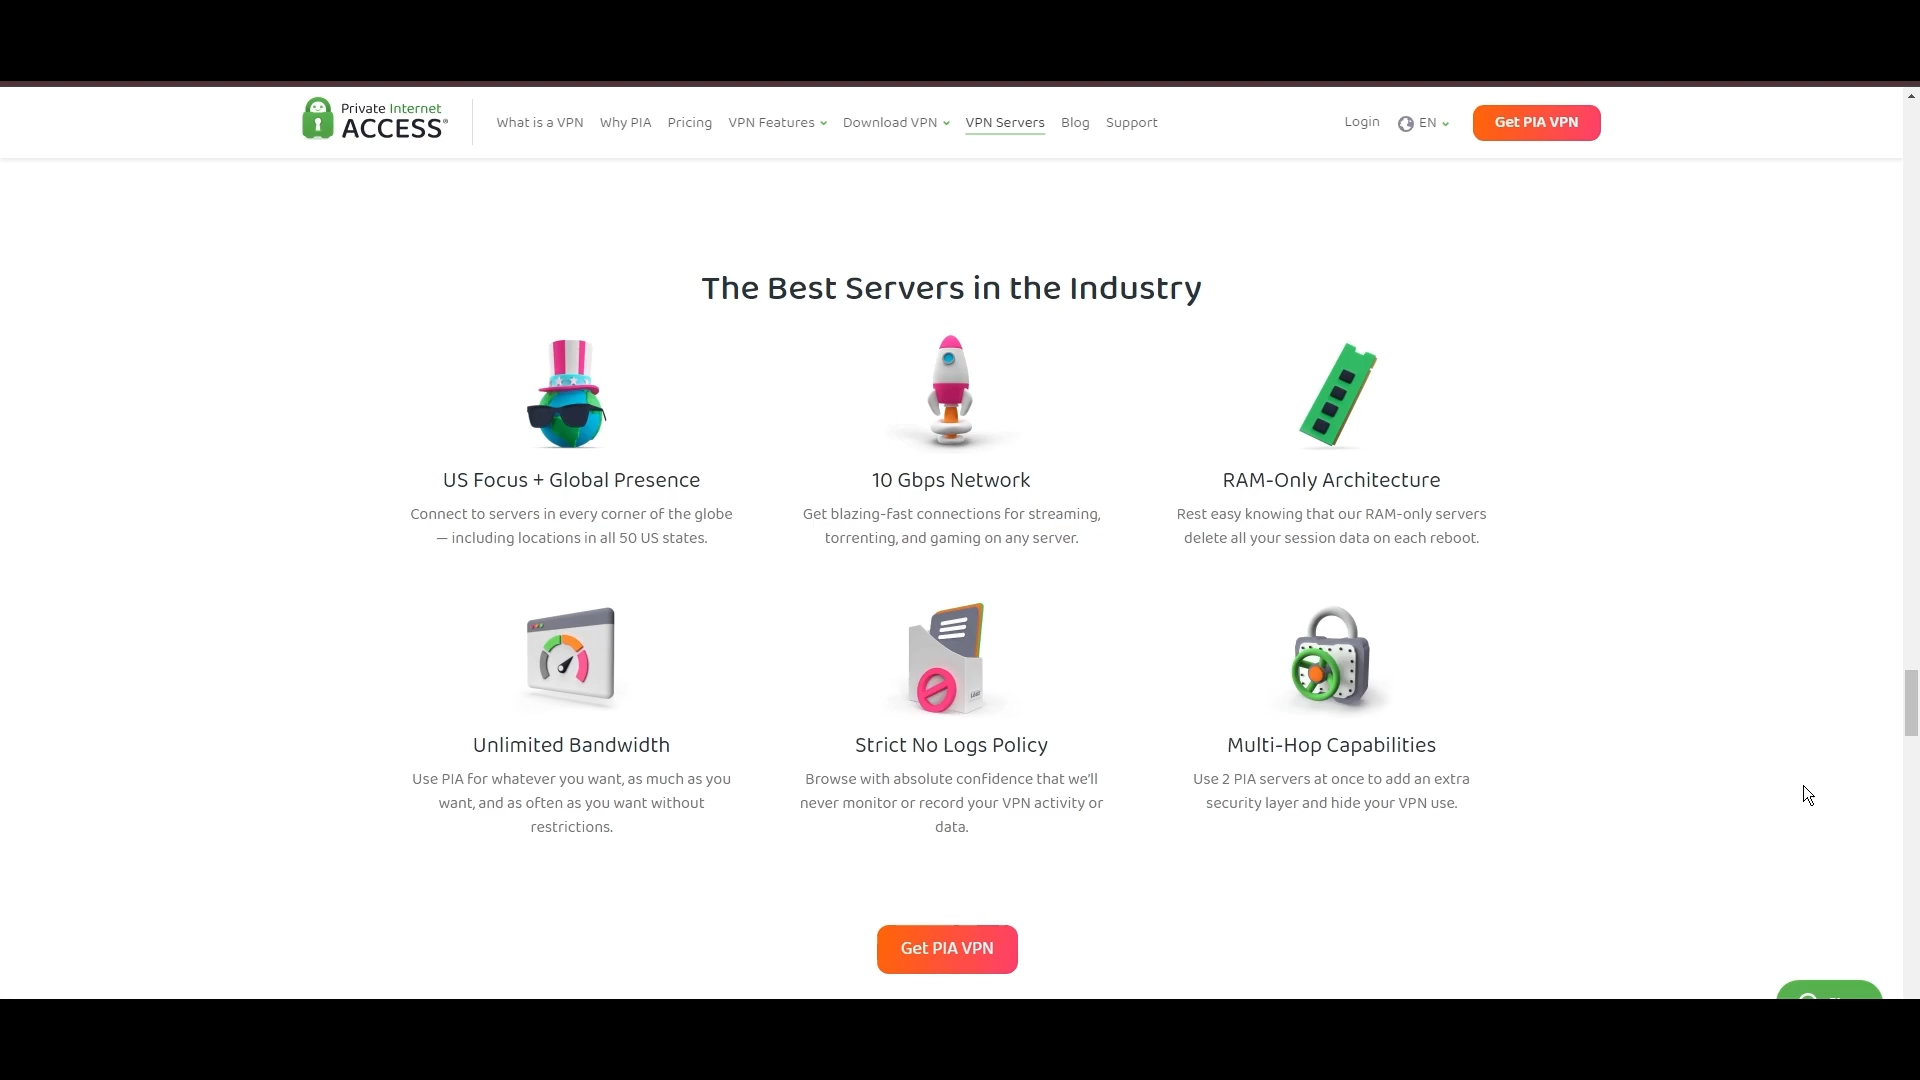 Private Internet
ACCESS®
What is a VPN
Why PIA
Pricing
VPN Features
Download VPN
VPN Servers
Blog
Support
Login
EN
Get PIA VPN
The Best Servers in the Industry
US Focus + Global Presence
Connect to servers in every corner of the globe
— including locations in all 50 US states.
10 Gbps Network
Get blazing-fast connections for streaming,
torrenting, and gaming on any server.
RAM-Only Architecture
Rest easy knowing that our RAM-only servers
delete all your session data on each reboot.
Unlimited Bandwidth
Use PIA for whatever you want, as much as you
want, and as often as you want without
restrictions.
Strict No Logs Policy
Browse with absolute confidence that we'll
never monitor or record your VPN activity or
data.
Multi-Hop Capabilities
Use 2 PIA servers at once to add an extra
security layer and hide your VPN use.
Get PIA VPN